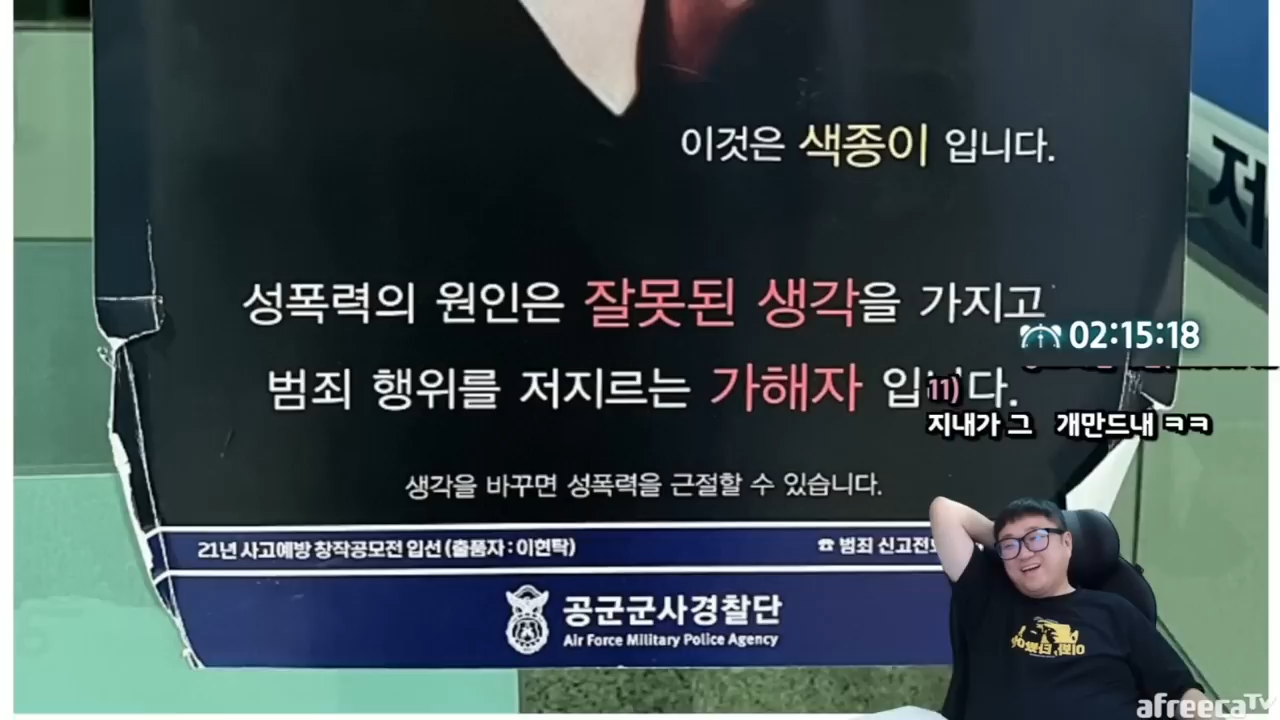 이것은 색종이 입니다.
저
성폭력의 원인은 잘못된 생각을 가지고
02:15:18
범죄 행위를 저지르는 가해자 입니다.
11)
지내가 그 개만드내 ㅋㅋ
생각을 바꾸면 성폭력을 근절할 수 있습니다.
21년 사고예방 창작공모전 입선 (출품자 : 이현탁)
☎ 범죄 신고전
공군군사경찰단
Air Force Military Police Agency
afreecaTV